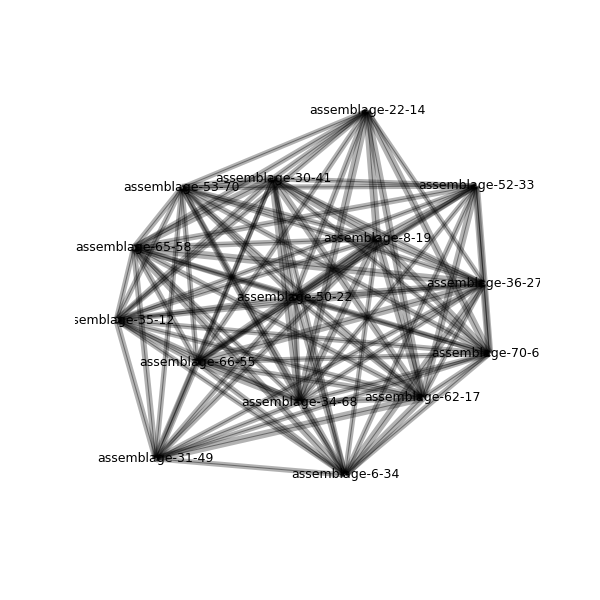 assemblage-22-14
assemblage-30-41
assemblage-53-70
assemblage-52-33
assemblage-8-19
assemblage-65-58
assemblage-36-27
assemblage-50-22
semblage-35-12
assemblage-70-6
assemblage-66-55
assemblage-62-17
assemblage-34-68
assemblage-31-49
assemblage-6-34